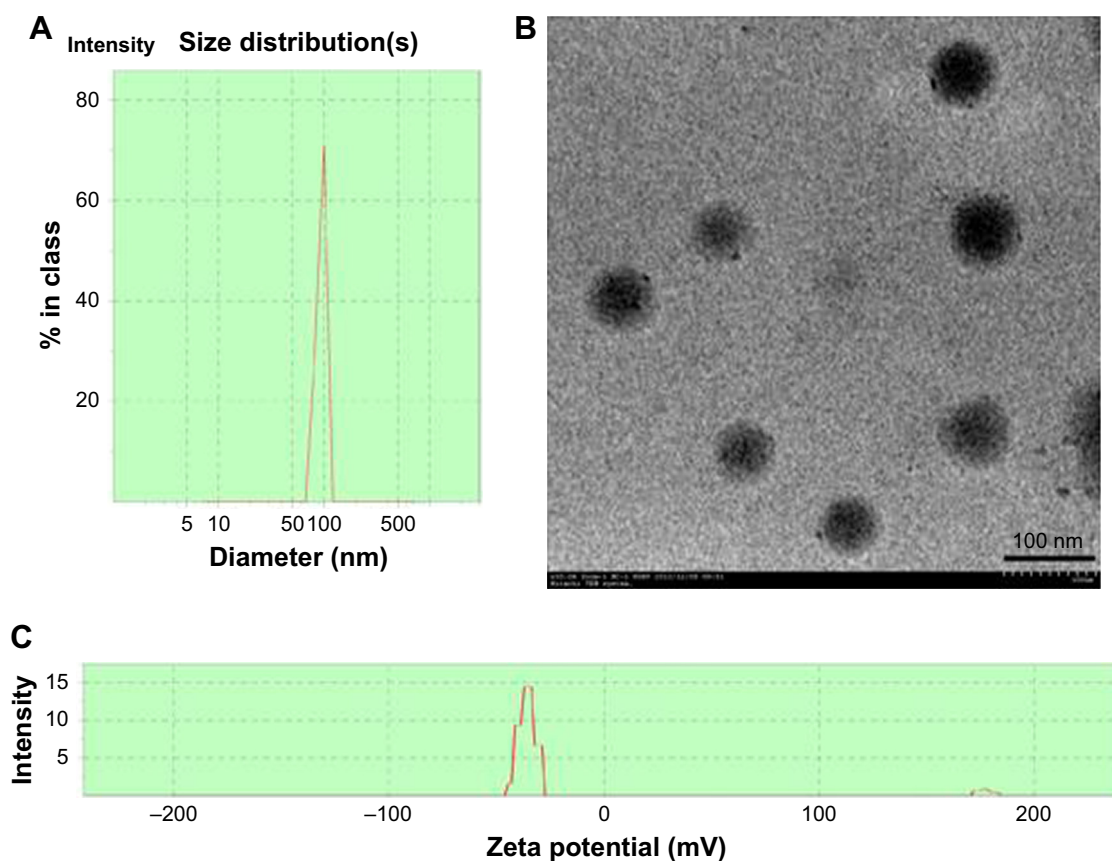 A
Intensity
Size distribution(s)
80
60
40
20
% in class
5 10 50 100 500
Diameter (nm)
B
100 nm
C
Intensity
15
10
5
–200 –100 0 100 200
Zeta potential (mV)